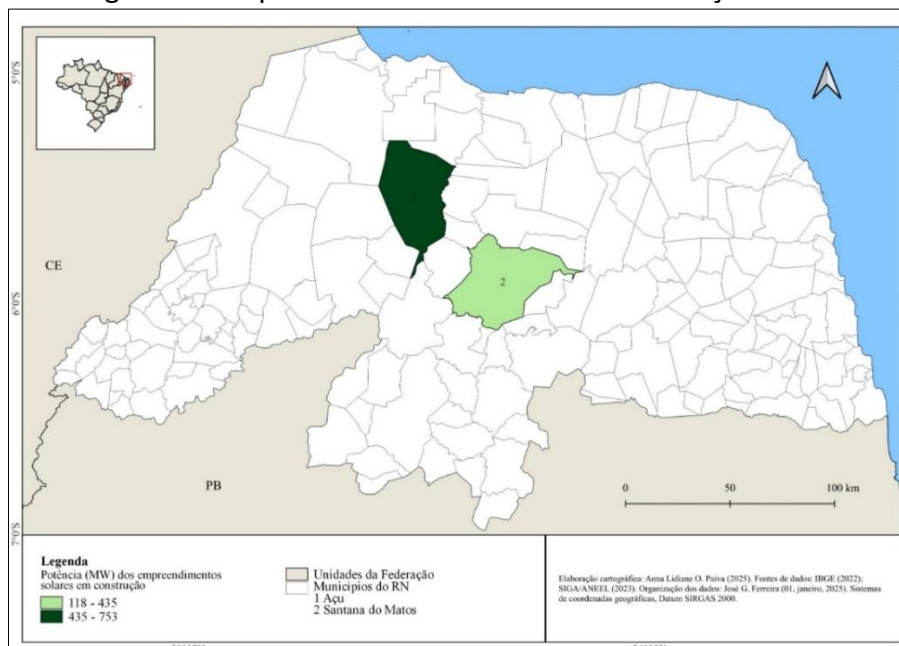 5°0'S
6°0'S
7°0'S
CE
PB
2
0 50 100 km
Legenda
Potência (MW) dos empreendimentos
solares em construção
118 - 435
435 - 753
Unidades da Federação
Municípios do RN
1 Açu
2 Santana do Matos
Elaboração cartográfica: Anna Lidiane O. Paiva (2025). Fontes de dados: IBGE (2022);
SIGA/ANEEL (2023). Organização dos dados: José G. Ferreira (01, janeiro, 2025). Sistemas
de coordenadas geográficas, Datum SIRGAS 2000.